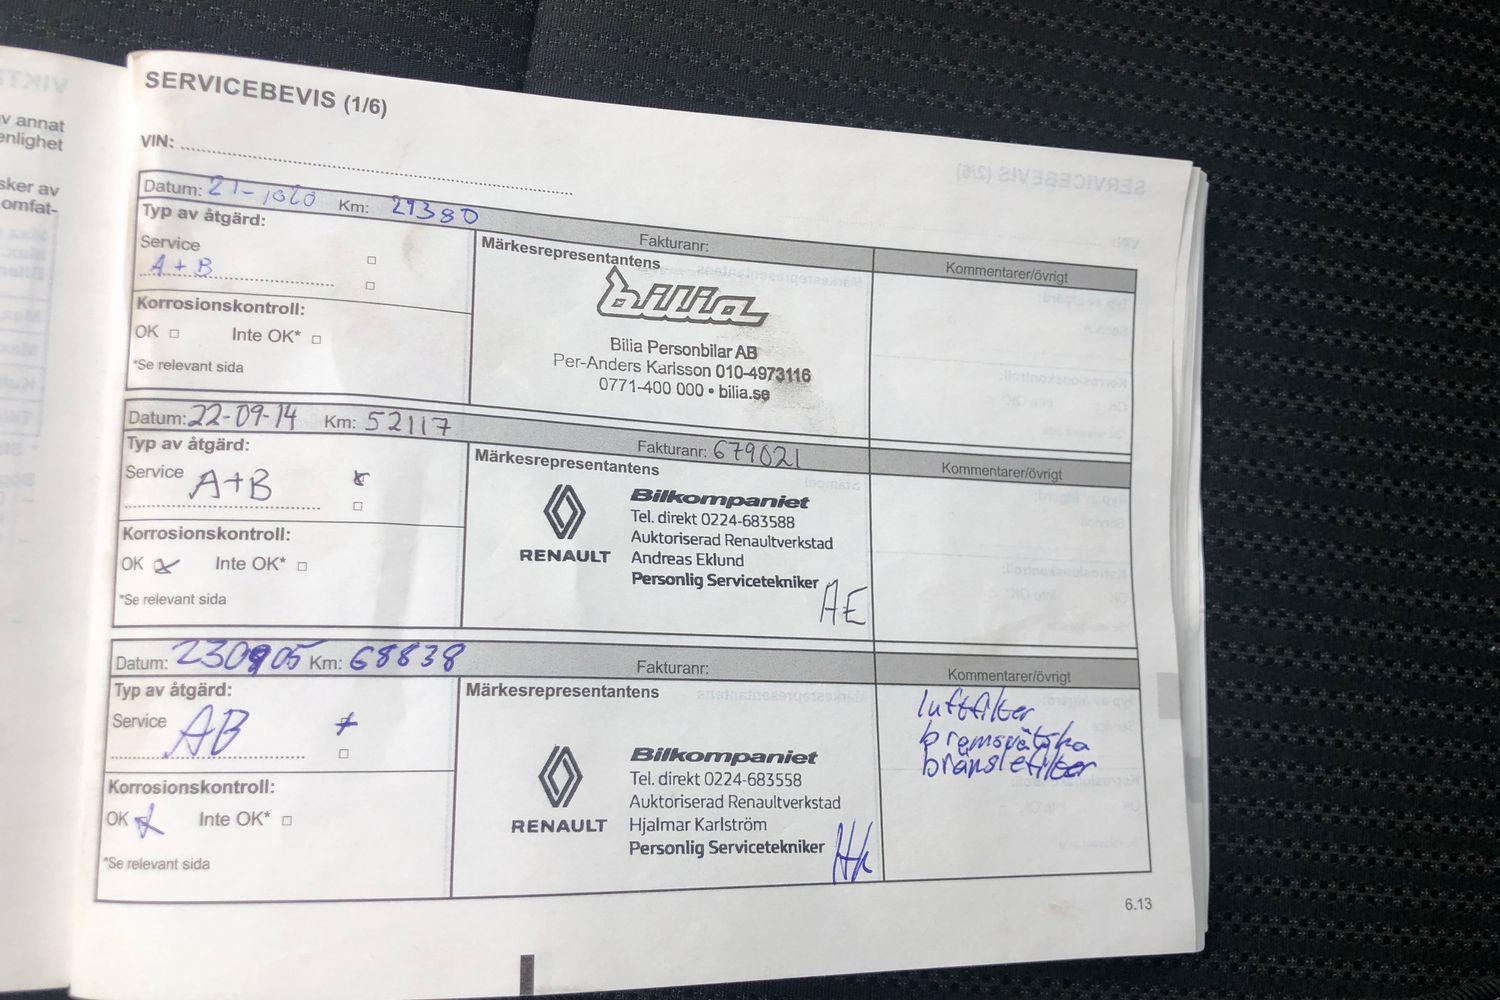 SERVICEBEVIS (1/6)
VIN:
Datum: 21-1020 Km: 29380
Fakturanr:
Typ av åtgärd:
Service
A+B
Korrosionskontroll:
OK Inte OK*
*Se relevant sida
Märkesrepresentantens
bilia
Bilia Personbilar AB
Per-Anders Karlsson 010-4973116
0771-400 000 • bilia.se
Kommentarer/övrigt
Datum: 22-09-14 Km: 52117
Fakturanr: 679021
Typ av åtgärd:
Service A+B
Korrosionskontroll:
OK Inte OK*
*Se relevant sida
Märkesrepresentantens
RENAULT
Bilkompaniet
Tel. direkt 0224-683588
Auktoriserad Renaultverkstad
Andreas Eklund
Personlig Servicetekniker
AE
Kommentarer/övrigt
Datum: 230905 Km: 68838
Fakturanr:
Typ av åtgärd:
Service AB
Korrosionskontroll:
OK Inte OK*
*Se relevant sida
Märkesrepresentantens
RENAULT
Bilkompaniet
Tel. direkt 0224-683558
Auktoriserad Renaultverkstad
Hjalmar Karlström
Personlig Servicetekniker
HK
Kommentarer/övrigt
luftfilter
bromsvätska
bränslefilter
6.13
v annat
enlighet
sker av
omfat-